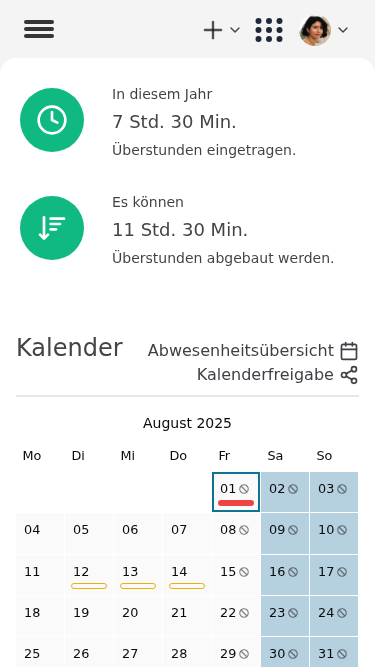 In diesem Jahr
7 Std. 30 Min.
Überstunden eingetragen.
Es können
11 Std. 30 Min.
Überstunden abgebaut werden.
Kalender
Abwesenheitsübersicht
Kalenderfreigabe
August 2025
Mo Di Mi Do Fr Sa So
01 02 03
04 05 06 07 08 09 10
11 12 13 14 15 16 17
18 19 20 21 22 23 24
25 26 27 28 29 30 31